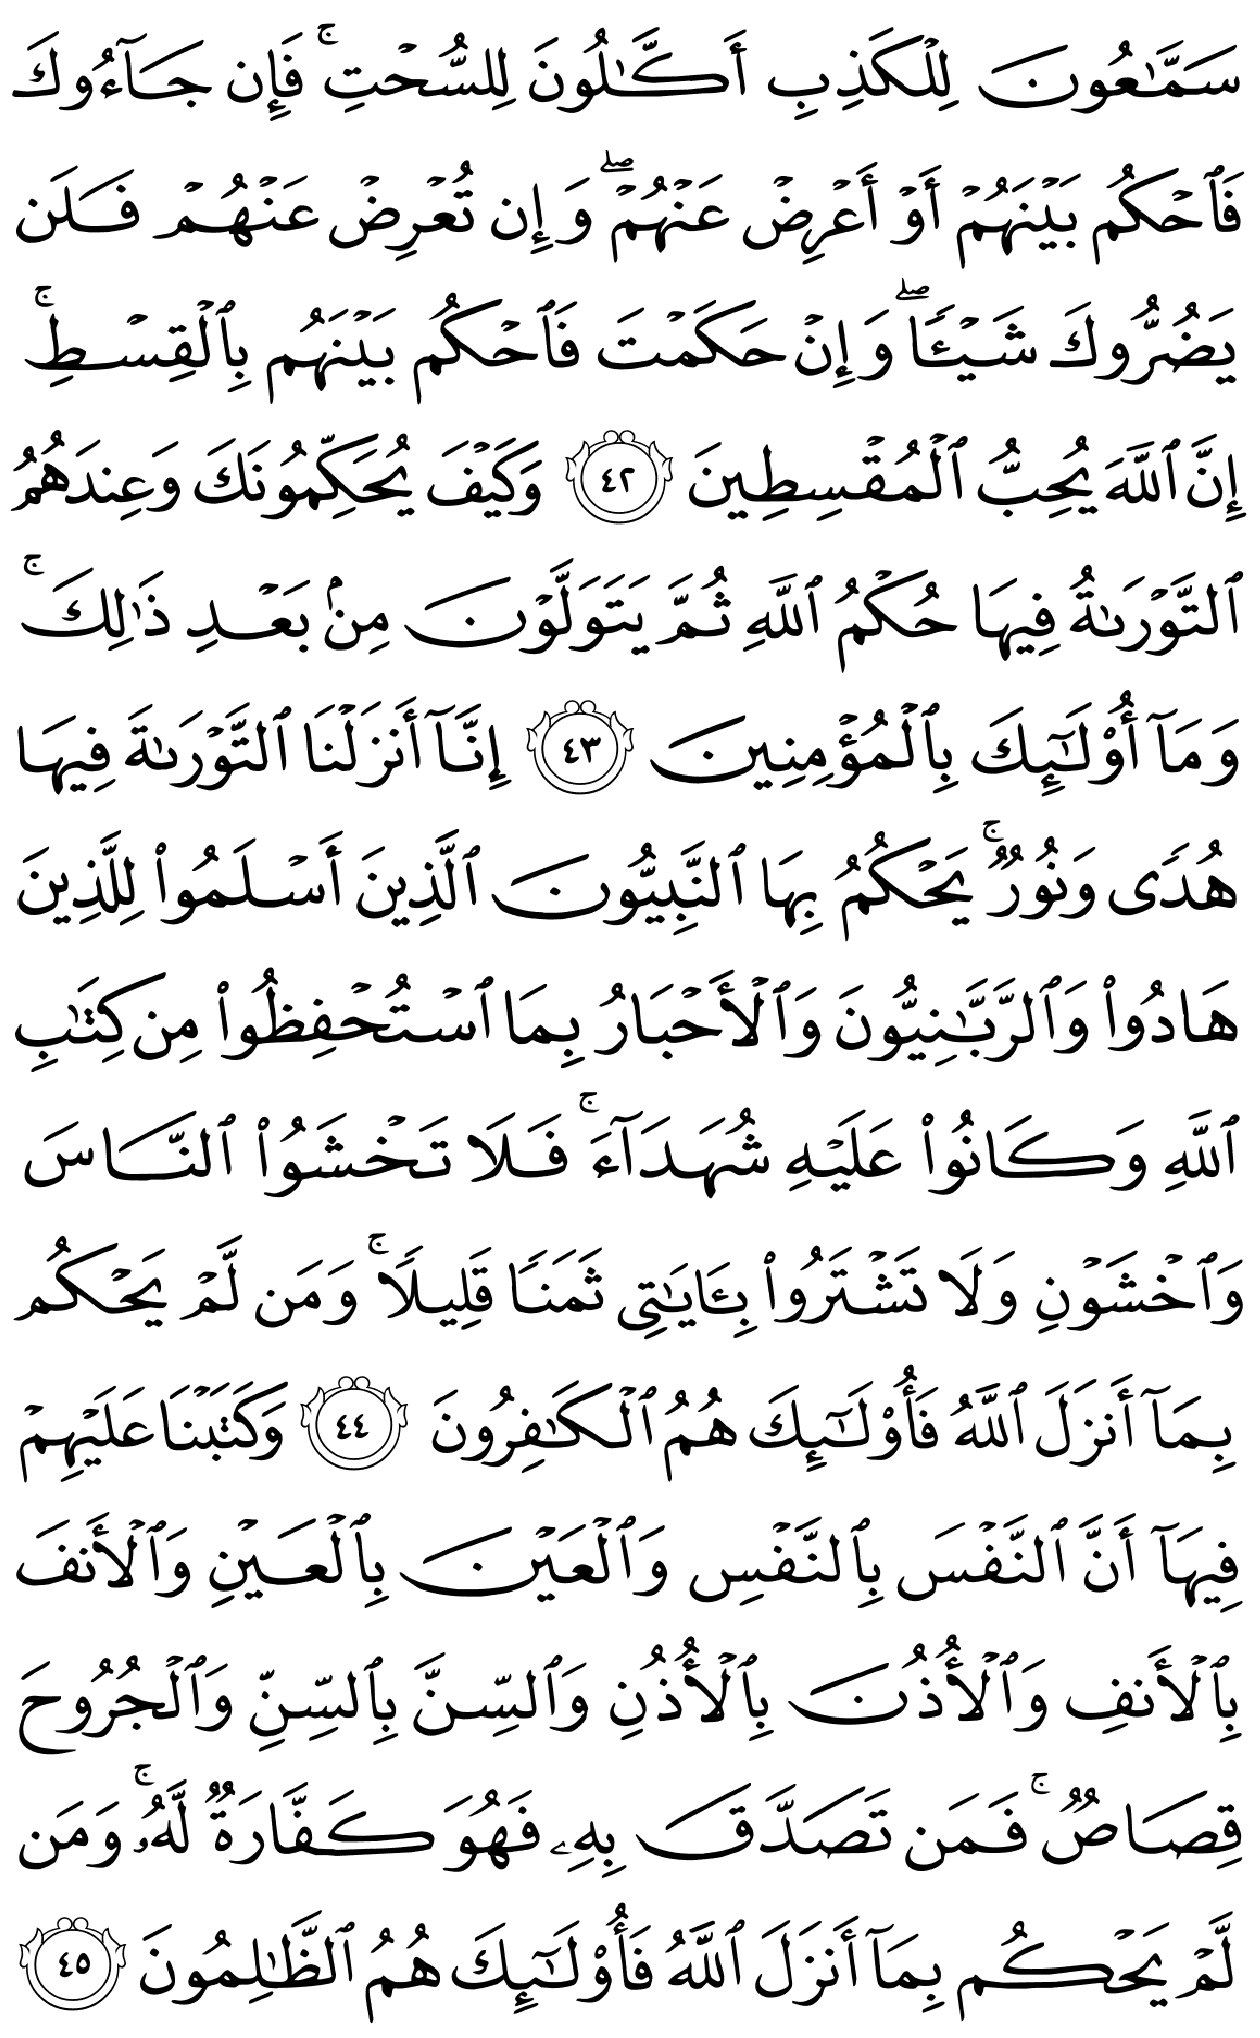 سَمَّٰعُونَ لِلۡكَذِبِ أَكَّٰلُونَ لِلسُّحۡتِۚ فَإِن جَآءُوكَ
فَٱحۡكُم بَيۡنَهُمۡ أَوۡ أَعۡرِضۡ عَنۡهُمۡۖ وَإِن تُعۡرِضۡ عَنۡهُمۡ فَلَن
يَضُرُّوكَ شَيۡـٔٗاۖ وَإِنۡ حَكَمۡتَ فَٱحۡكُم بَيۡنَهُم بِٱلۡقِسۡطِۚ
إِنَّ ٱللَّهَ يُحِبُّ ٱلۡمُقۡسِطِينَ ٤٢ وَكَيۡفَ يُحَكِّمُونَكَ وَعِندَهُمُ
ٱلتَّوۡرَىٰةُ فِيهَا حُكۡمُ ٱللَّهِ ثُمَّ يَتَوَلَّوۡنَ مِنۢ بَعۡدِ ذَٰلِكَۚ
وَمَآ أُوْلَٰٓئِكَ بِٱلۡمُؤۡمِنِينَ ٤٣ إِنَّآ أَنزَلۡنَا ٱلتَّوۡرَىٰةَ فِيهَا
هُدٗى وَنُورٞۚ يَحۡكُمُ بِهَا ٱلنَّبِيُّونَ ٱلَّذِينَ أَسۡلَمُواْ لِلَّذِينَ
هَادُواْ وَٱلرَّبَّٰنِيُّونَ وَٱلۡأَحۡبَارُ بِمَا ٱسۡتُحۡفِظُواْ مِن كِتَٰبِ
ٱللَّهِ وَكَانُواْ عَلَيۡهِ شُهَدَآءَۚ فَلَا تَخۡشَوُاْ ٱلنَّاسَ
وَٱخۡشَوۡنِ وَلَا تَشۡتَرُواْ بِـَٔايَٰتِي ثَمَنٗا قَلِيلٗاۚ وَمَن لَّمۡ يَحۡكُم
بِمَآ أَنزَلَ ٱللَّهُ فَأُوْلَٰٓئِكَ هُمُ ٱلۡكَٰفِرُونَ ٤٤ وَكَتَبۡنَا عَلَيۡهِمۡ
فِيهَآ أَنَّ ٱلنَّفۡسَ بِٱلنَّفۡسِ وَٱلۡعَيۡنَ بِٱلۡعَيۡنِ وَٱلۡأَنفَ
بِٱلۡأَنفِ وَٱلۡأُذُنَ بِٱلۡأُذُنِ وَٱلسِّنَّ بِٱلسِّنِّ وَٱلۡجُرُوحَ
قِصَاصٞۚ فَمَن تَصَدَّقَ بِهِۦ فَهُوَ كَفَّارَةٞ لَّهُۥۚ وَمَن
لَّمۡ يَحۡكُم بِمَآ أَنزَلَ ٱللَّهُ فَأُوْلَٰٓئِكَ هُمُ ٱلظَّٰلِمُونَ ٤٥